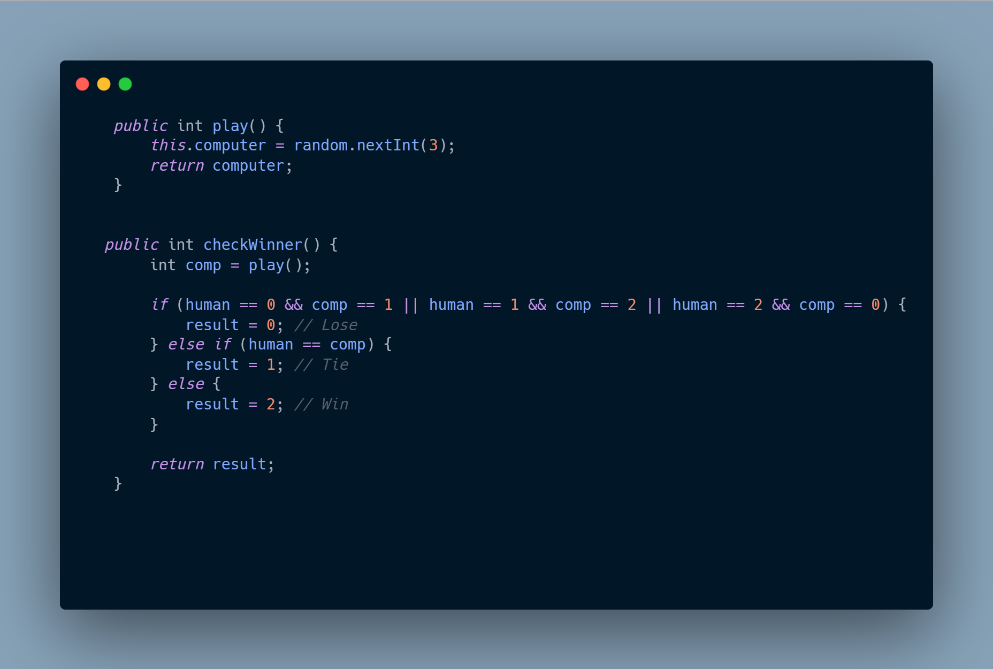 public int play() {
this.computer = random.nextInt(3);
return computer;
}
public int checkWinner() {
int comp = play();
if (human == 0 && comp == 1 || human == 1 && comp == 2 || human == 2 && comp == 0) {
result = 0; // Lose
} else if (human == comp) {
result = 1; // Tie
} else {
result = 2; // Win
}
return result;
}